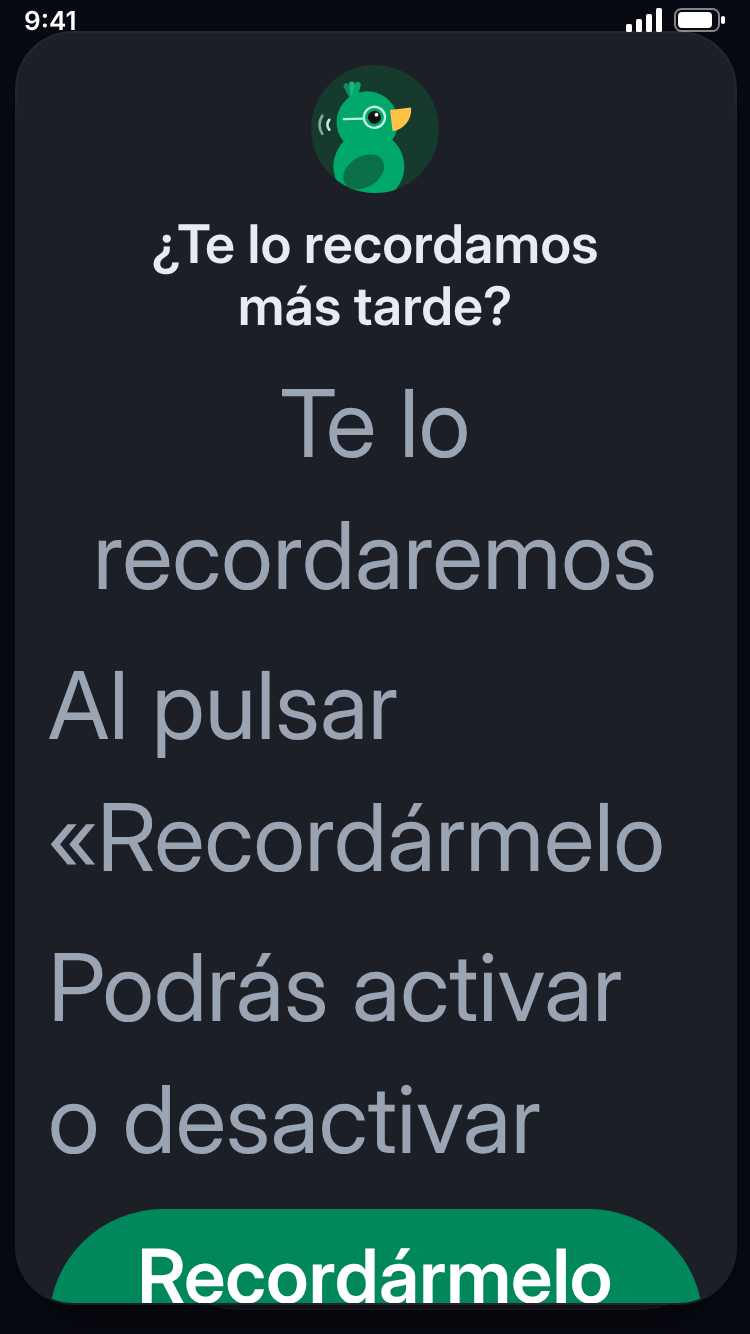 9:41
¿Te lo recordamos
más tarde?
Te lo
recordaremos
Al pulsar
«Recordármelo
Podrás activar
o desactivar
Recordármelo